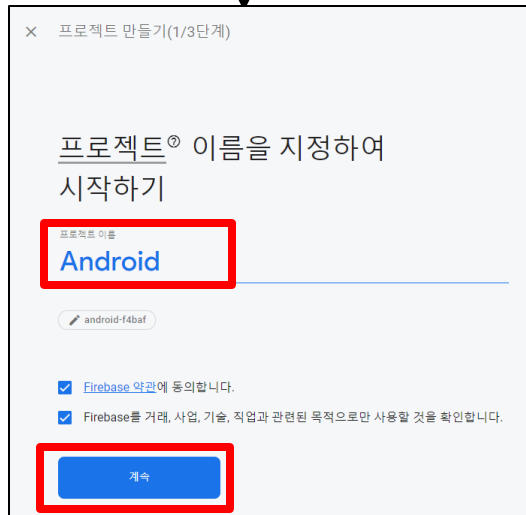 프로젝트 만들기(1/3단계)
프로젝트 이름을 지정하여
시작하기
프로젝트 이름
Android
android-f4baf
Firebase 약관에 동의합니다.
Firebase를 거래, 사업, 기술, 직업과 관련된 목적으로만 사용할 것을 확인합니다.
계속